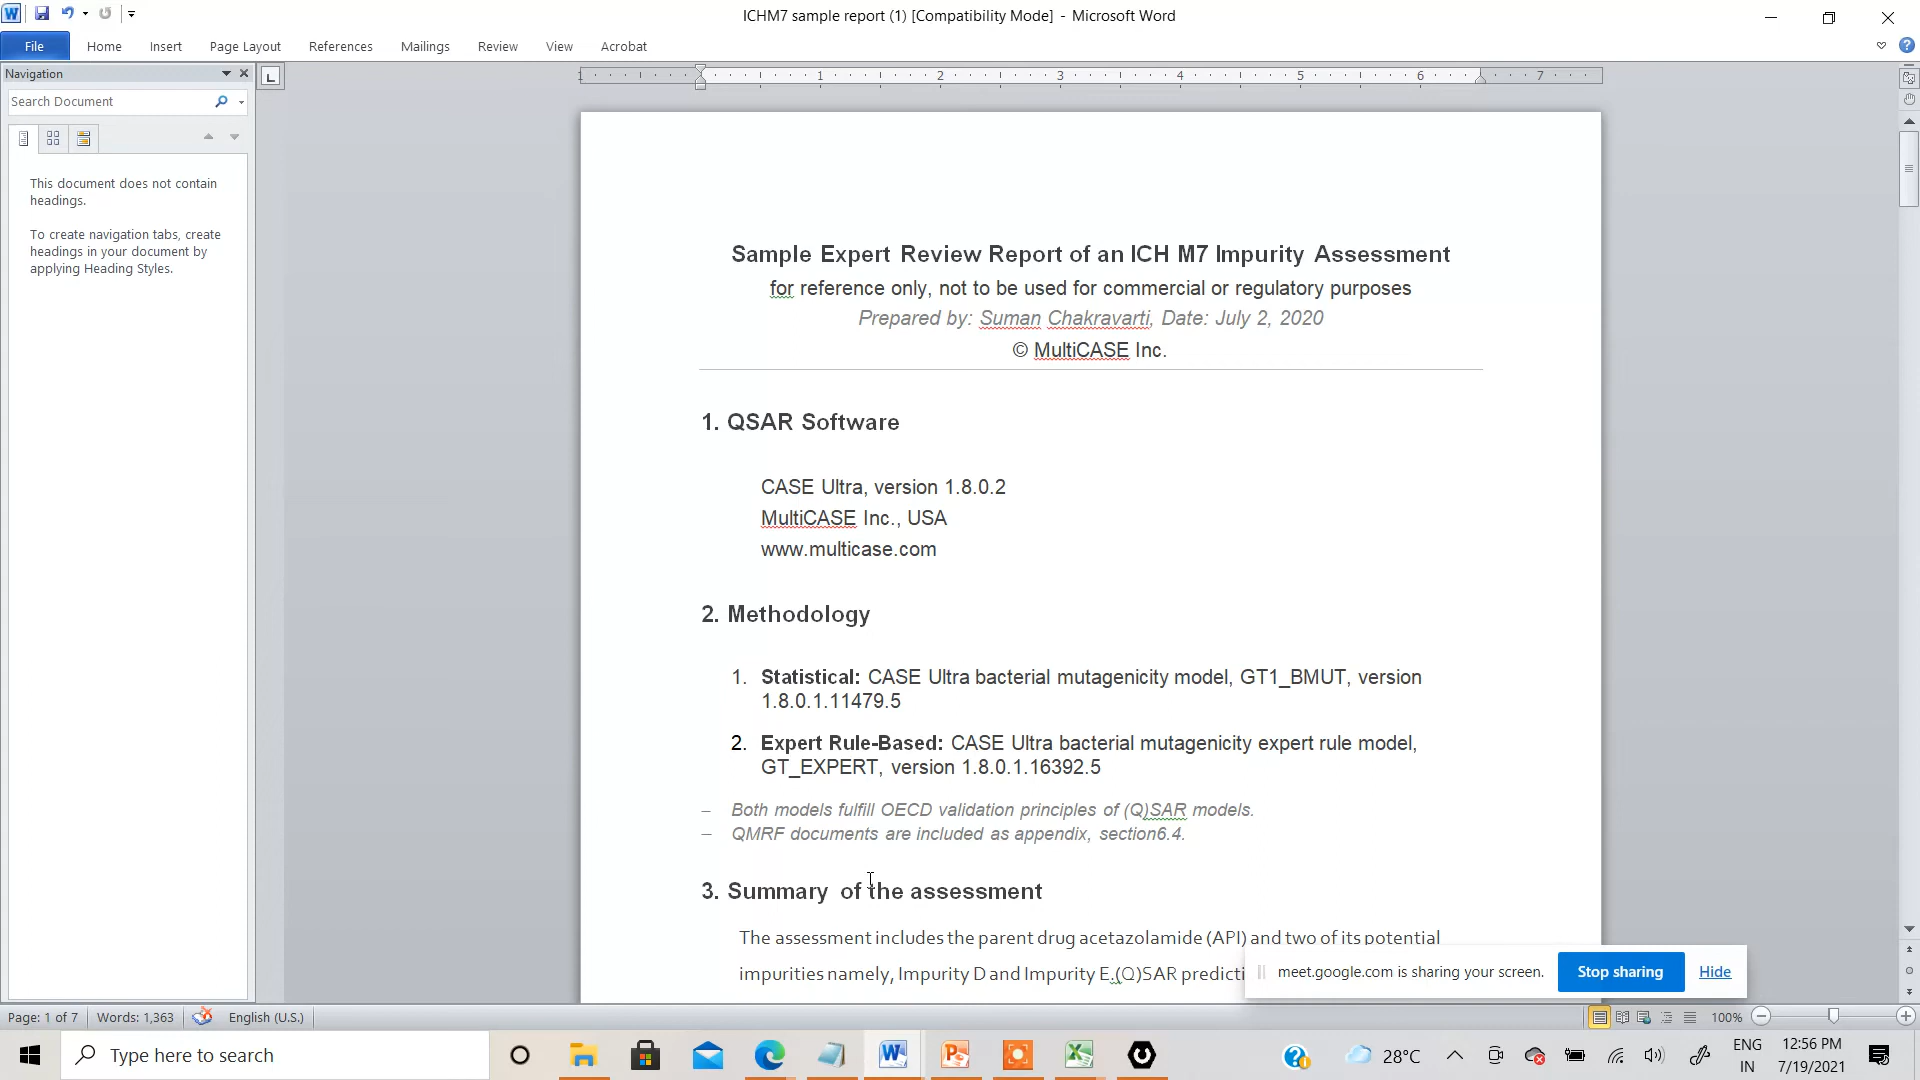 ICHM7 sample report (1) [Compatibility Mode] - Microsoft Word
File Home Insert Page Layout References Mailings Review View Acrobat
Navigation
Search Document
This document does not contain
headings.
To create navigation tabs, create
headings in your document by
applying Heading Styles.
1 1 2 3 4 5 6 7
Sample Expert Review Report of an ICH M7 Impurity Assessment
for reference only, not to be used for commercial or regulatory purposes
Prepared by: Suman Chakravarti, Date: July 2, 2020
© MultiCASE Inc.
1. QSAR Software
CASE Ultra, version 1.8.0.2
MultiCASE Inc., USA
www.multicase.com
2. Methodology
1. Statistical: CASE Ultra bacterial mutagenicity model, GT1_BMUT, version
1.8.0.1.11479.5
2. Expert Rule-Based: CASE Ultra bacterial mutagenicity expert rule model,
GT_EXPERT, version 1.8.0.1.16392.5
– Both models fulfill OECD validation principles of (Q)SAR models.
– QMRF documents are included as appendix, section6.4.
3. Summary of the assessment
The assessment includes the parent drug acetazolamide (API) and two of its potential
impurities namely, Impurity D and Impurity E.(Q)SAR predicti
meet.google.com is sharing your screen. Stop sharing Hide
Page: 1 of 7 Words: 1,363 English (U.S.) 100%
Type here to search
28°C
ENG
IN
12:56 PM
7/19/2021